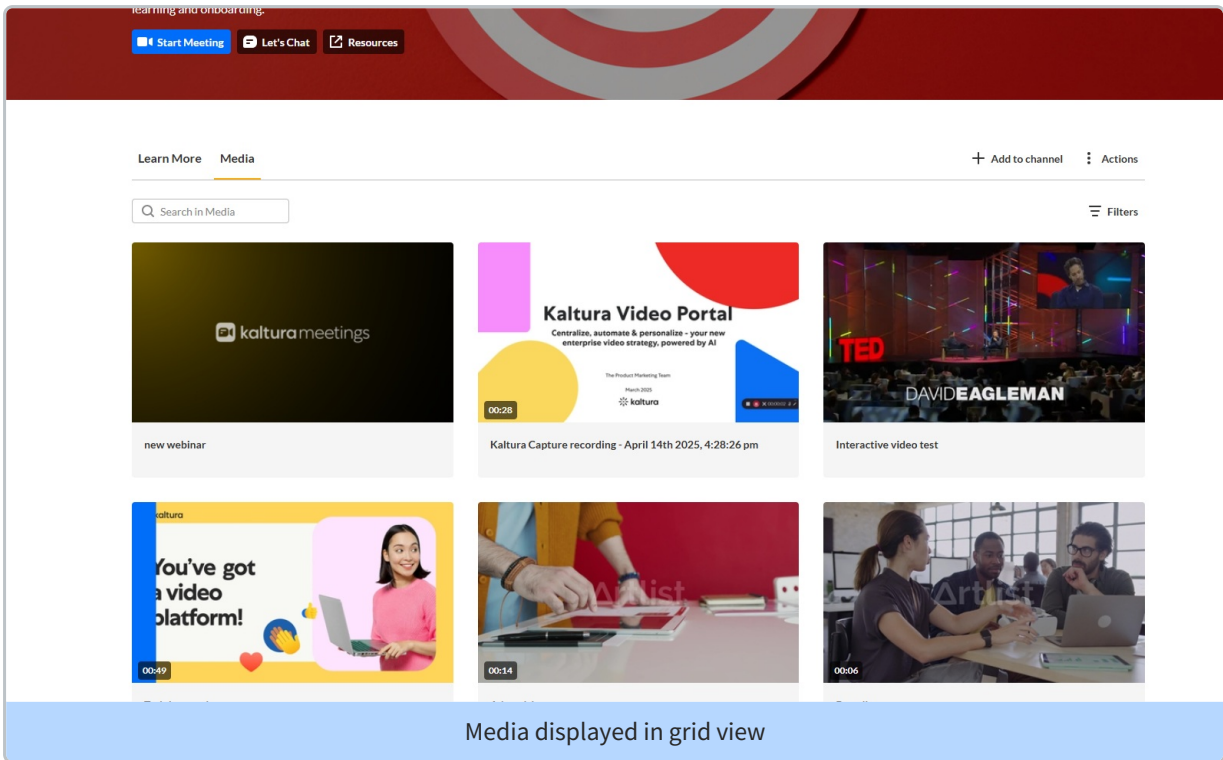 learning and onboarding.
Start Meeting Let's Chat Resources
Learn More Media + Add to channel Actions
Search in Media Filters
kaltura meetings
Kaltura Video Portal
Centralize, automate & personalize - your new
enterprise video strategy, powered by AI
The Product Marketing Team
March 2025
kaltura
00:28
TED
DAVIDEAGLEMAN
new webinar
Kaltura Capture recording - April 14th 2025, 4:28:26 pm
Interactive video test
kaltura
You've got
a video
platform!
00:49
Artlist
00:14
Artlist
00:06
Media displayed in grid view